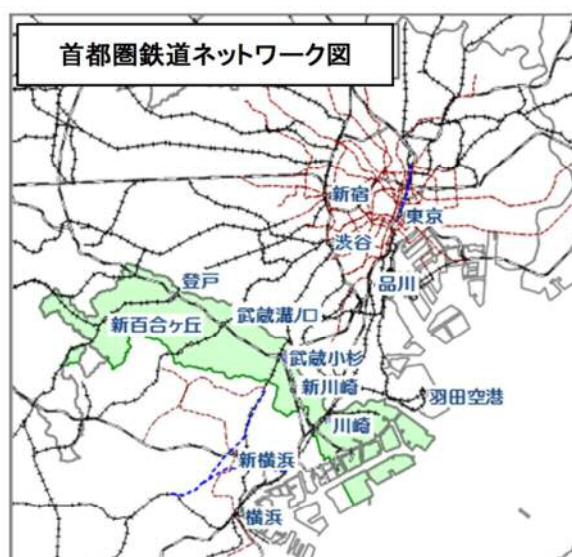 首都圏鉄道ネットワーク図
新宿
東京
渋谷
品川
登戸
武蔵溝ノ口
新百合ヶ丘
武蔵小杉
新川崎
羽田空港
川崎
新横浜
横浜